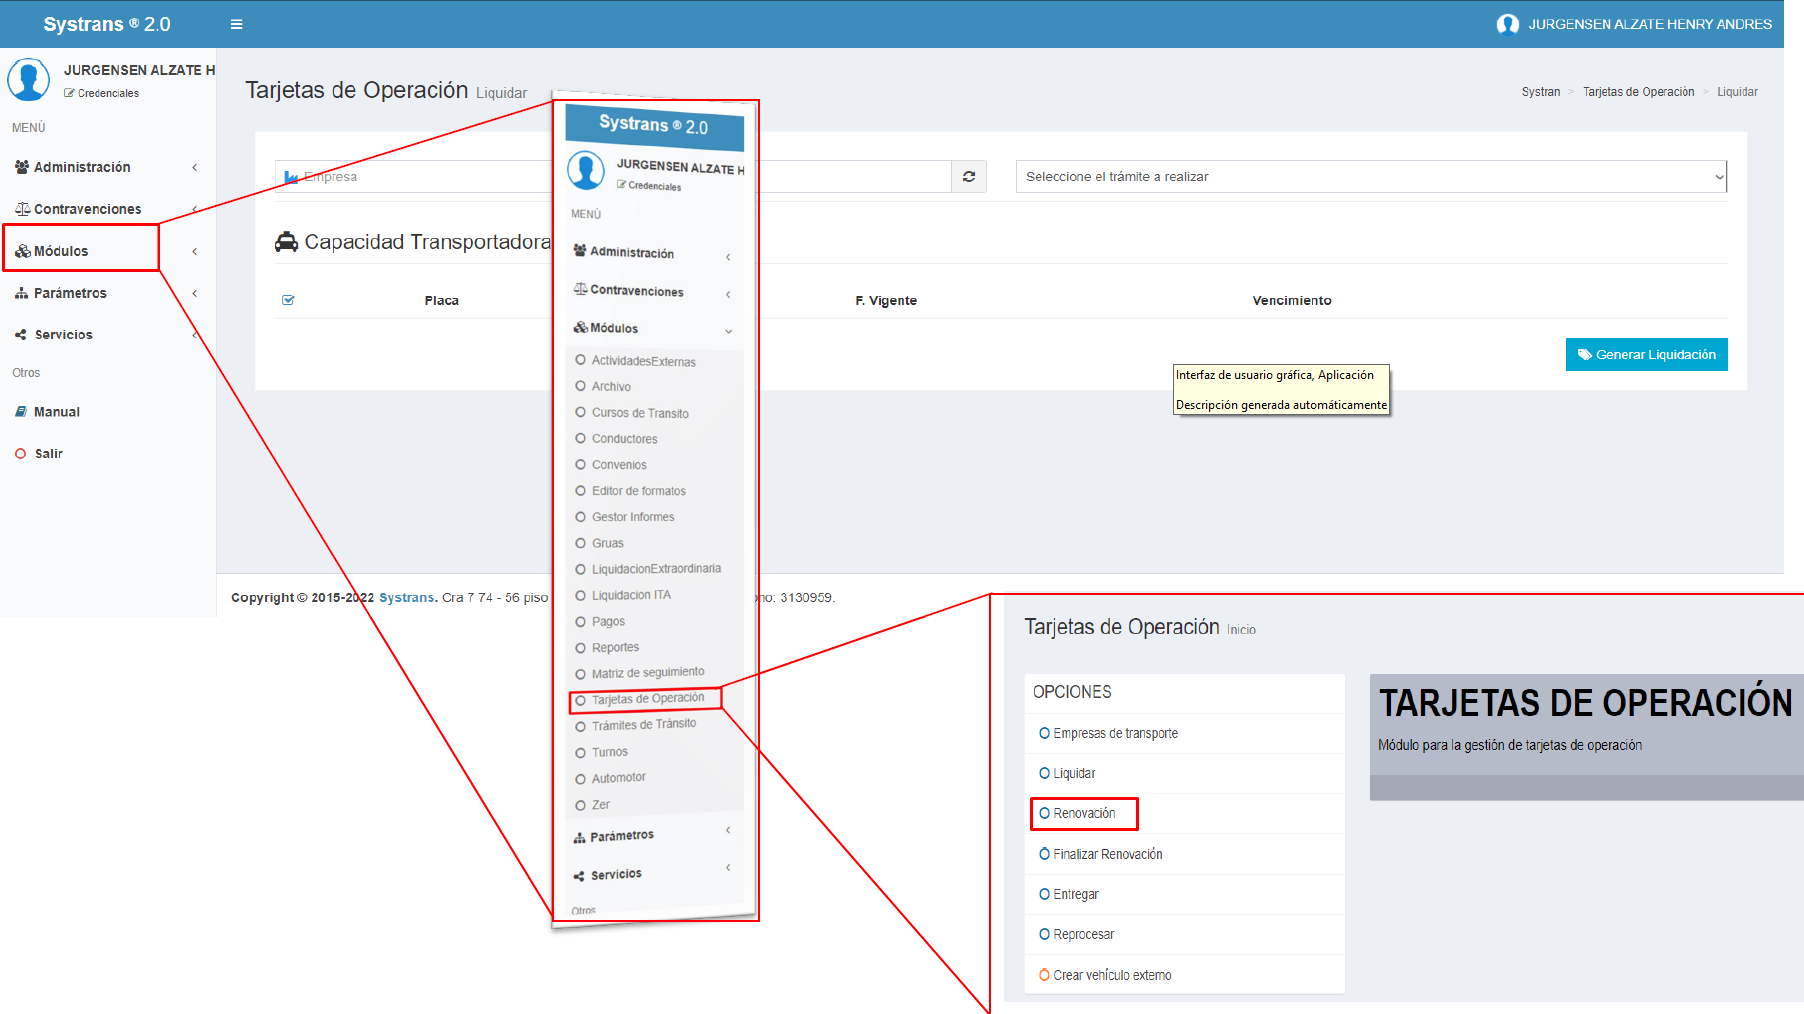 Systrans ® 2.0
JURGENSEN ALZATE HENRY ANDRES
JURGENSEN ALZATE H
Credenciales
MENÚ
Administración
Contravenciones
Módulos
Parámetros
Servicios
Otros
Manual
Salir
Tarjetas de Operación Liquidar
Systran > Tarjetas de Operación > Liquidar
Empresa
Seleccione el trámite a realizar
Capacidad Transportadora
Placa
F. Vigente
Vencimiento
Generar Liquidación
Interfaz de usuario gráfica, Aplicación
Descripción generada automáticamente
Copyright © 2015-2022 Systrans. Cra 7 74 - 56 piso
no: 3130959.
Systrans ® 2.0
JURGENSEN ALZATE H
Credenciales
MENÚ
Administración
Contravenciones
Módulos
ActividadesExternas
Archivo
Cursos de Transito
Conductores
Convenios
Editor de formatos
Gestor Informes
Gruas
LiquidacionExtraordinaria
Liquidacion ITA
Pagos
Reportes
Matriz de seguimiento
Tarjetas de Operación
Trámites de Tránsito
Turnos
Automotor
Zer
Parámetros
Servicios
Otros
Tarjetas de Operación Inicio
OPCIONES
Empresas de transporte
Liquidar
Renovación
Finalizar Renovación
Entregar
Reprocesar
Crear vehículo externo
TARJETAS DE OPERACIÓN
Módulo para la gestión de tarjetas de operación